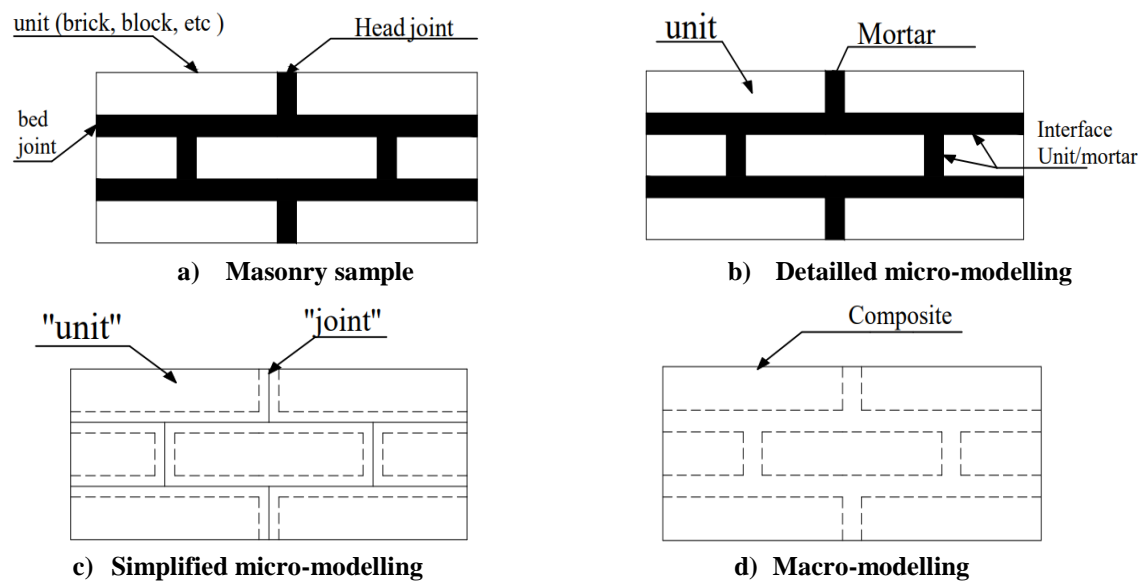 unit (brick, block, etc )
Head joint
bed
joint
a) Masonry sample
unit
Mortar
Interface
Unit/mortar
b) Detailled micro-modelling
"unit"
"joint"
c) Simplified micro-modelling
Composite
d) Macro-modelling